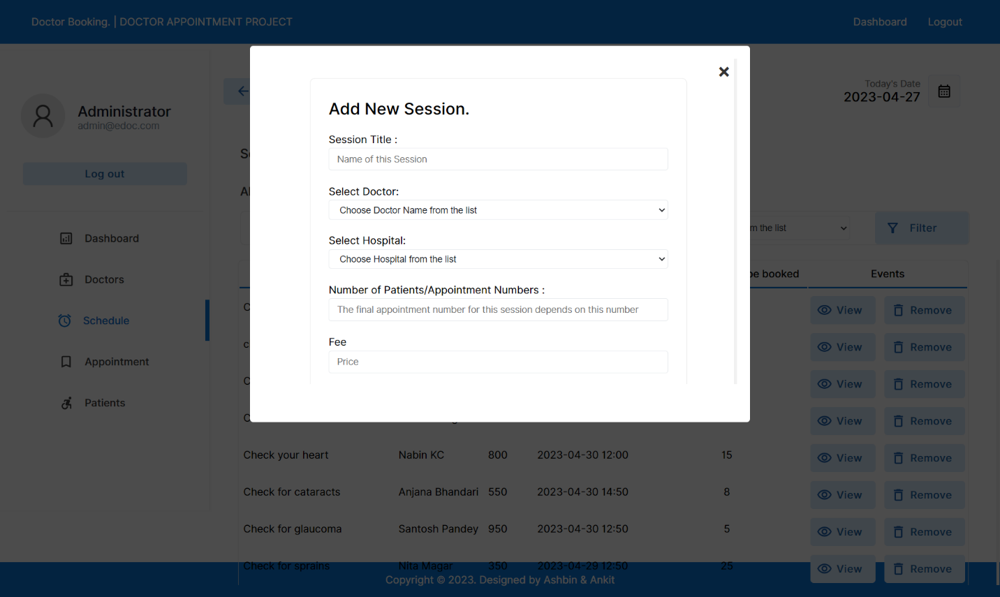 Doctor Booking. | DOCTOR APPOINTMENT PROJECT
Dashboard
Logout
Administrator
admin@edoc.com
Log out
Dashboard
Doctors
Schedule
Appointment
Patients
Today's Date
2023-04-27
Add New Session.
Session Title :
Name of this Session
Select Doctor:
Choose Doctor Name from the list
Select Hospital:
Choose Hospital from the list
Number of Patients/Appointment Numbers :
The final appointment number for this session depends on this number
Fee
Price
m the list
Filter
be booked
Events
View Remove
View Remove
View Remove
View Remove
Check your heart Nabin KC 800 2023-04-30 12:00 15 View Remove
Check for cataracts Anjana Bhandari 550 2023-04-30 14:50 8 View Remove
Check for glaucoma Santosh Pandey 950 2023-04-30 12:50 5 View Remove
Check for sprains Nita Magar 350 2023-04-29 12:50 25 View Remove
Copyright © 2023. Designed by Ashbin & Ankit